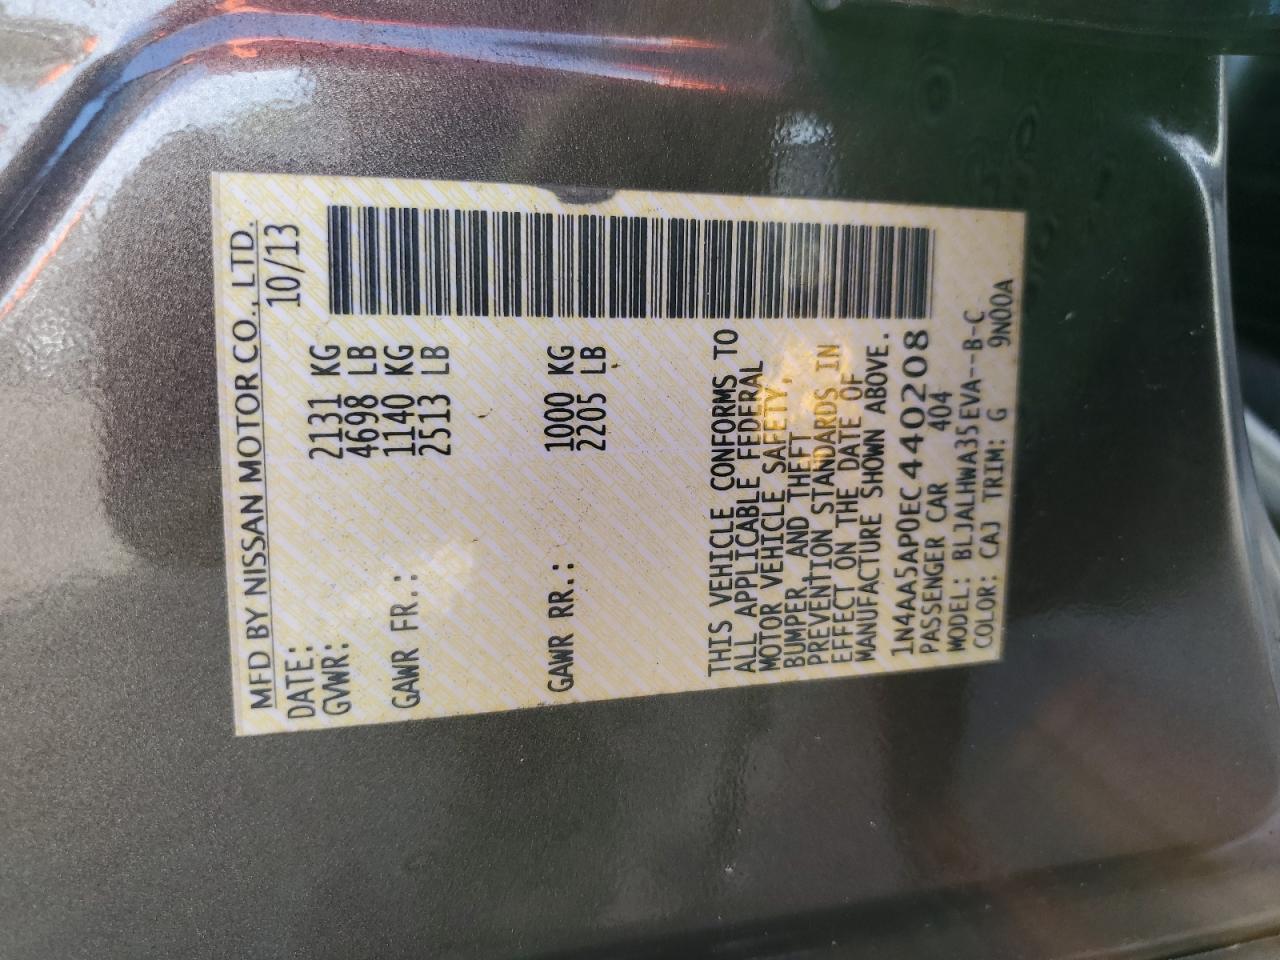 MFD BY NISSAN MOTOR CO., LTD.
DATE: 10/13
GVWR: 2131 KG
4698 LB
GAWR FR.: 1140 KG
2513 LB
GAWR RR.: 1000 KG
2205 LB
THIS VEHICLE CONFORMS TO
ALL APPLICABLE FEDERAL
MOTOR VEHICLE SAFETY,
BUMPER AND THEFT
PREVENTION STANDARDS IN
EFFECT ON THE DATE OF
MANUFACTURE SHOWN ABOVE.
1N4AA5AP0EC440208
PASSENGER CAR 404
MODEL: BLJALHWA35EVA--B-C
COLOR: CAJ TRIM: G 9N00A